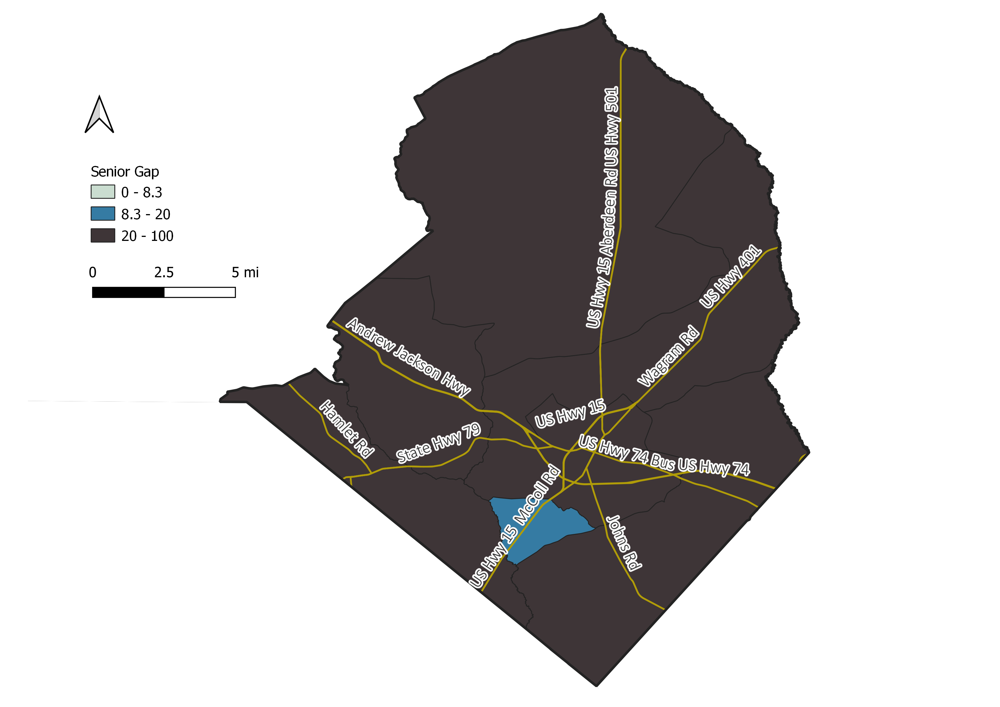 Senior Gap
0 - 8.3
8.3 - 20
20 - 100
0 2.5 5 mi
US Hwy 501
US Hwy 15 Aberdeen Rd
US Hwy 401
Wagram Rd
Andrew Jackson Hwy
US Hwy 15
Hamlet Rd
State Hwy 79
US Hwy 74 Bus
US Hwy 74
McColl Rd
US Hwy 15
Johns Rd